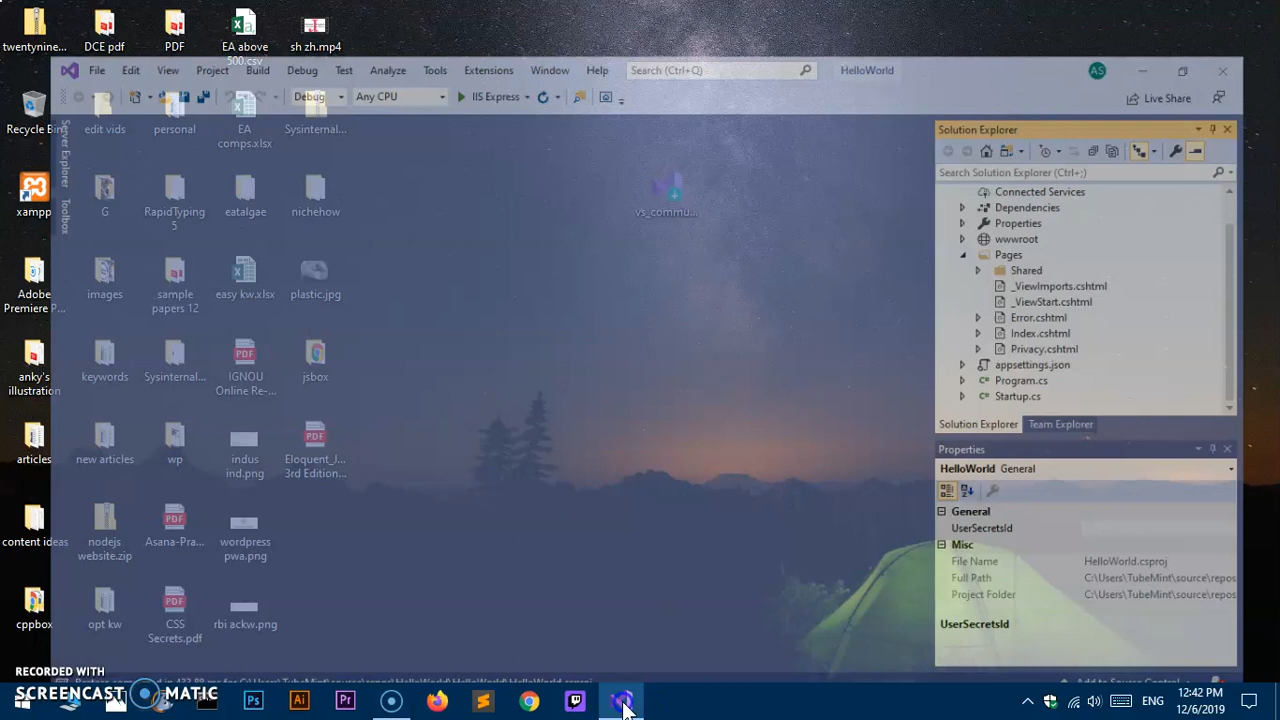 twentynine...
DCE pdf
PDF
EA above
500.csv
sh zh.mp4
File Edit View Project Build Debug Test Analyze Tools Extensions Window Help Search (Ctrl+Q) HelloWorld AS
Debug Any CPU IIS Express Live Share
Server Explorer
Toolbox
Recycle Bin
edit vids
personal
EA
comps.xlsx
Sysinternal...
xampp
G
RapidTyping
5
eatalgae
nichehow
vs_commu...
Adobe
Premiere P...
images
sample
papers 12
easy kw.xlsx
plastic.jpg
anky's
illustration
keywords
Sysinternal...
IGNOU
Online Re-...
jsbox
articles
new articles
wp
indus
ind.png
Eloquent_J...
3rd Edition...
content ideas
nodejs
website.zip
Asana-Pra...
wordpress
pwa.png
cppbox
opt kw
CSS
Secrets.pdf
rbi ackw.png
Solution Explorer
Search Solution Explorer (Ctrl+;)
Connected Services
Dependencies
Properties
wwwroot
Pages
Shared
_ViewImports.cshtml
_ViewStart.cshtml
Error.cshtml
Index.cshtml
Privacy.cshtml
appsettings.json
Program.cs
Startup.cs
Solution Explorer Team Explorer
Properties
HelloWorld General
General
UserSecretsId
Misc
File Name HelloWorld.csproj
Full Path C:\Users\TubeMint\source\repos
Project Folder C:\Users\TubeMint\source\repos
UserSecretsId
RECORDED WITH
SCREENCAST MATIC
Ps Ai Pr
ENG
12:42 PM
12/6/2019